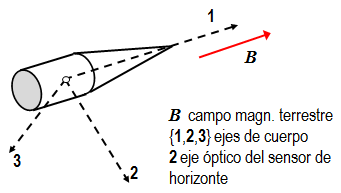 1
B
3
2
B campo magn. terrestre
{1,2,3} ejes de cuerpo
2 eje óptico del sensor de
horizonte